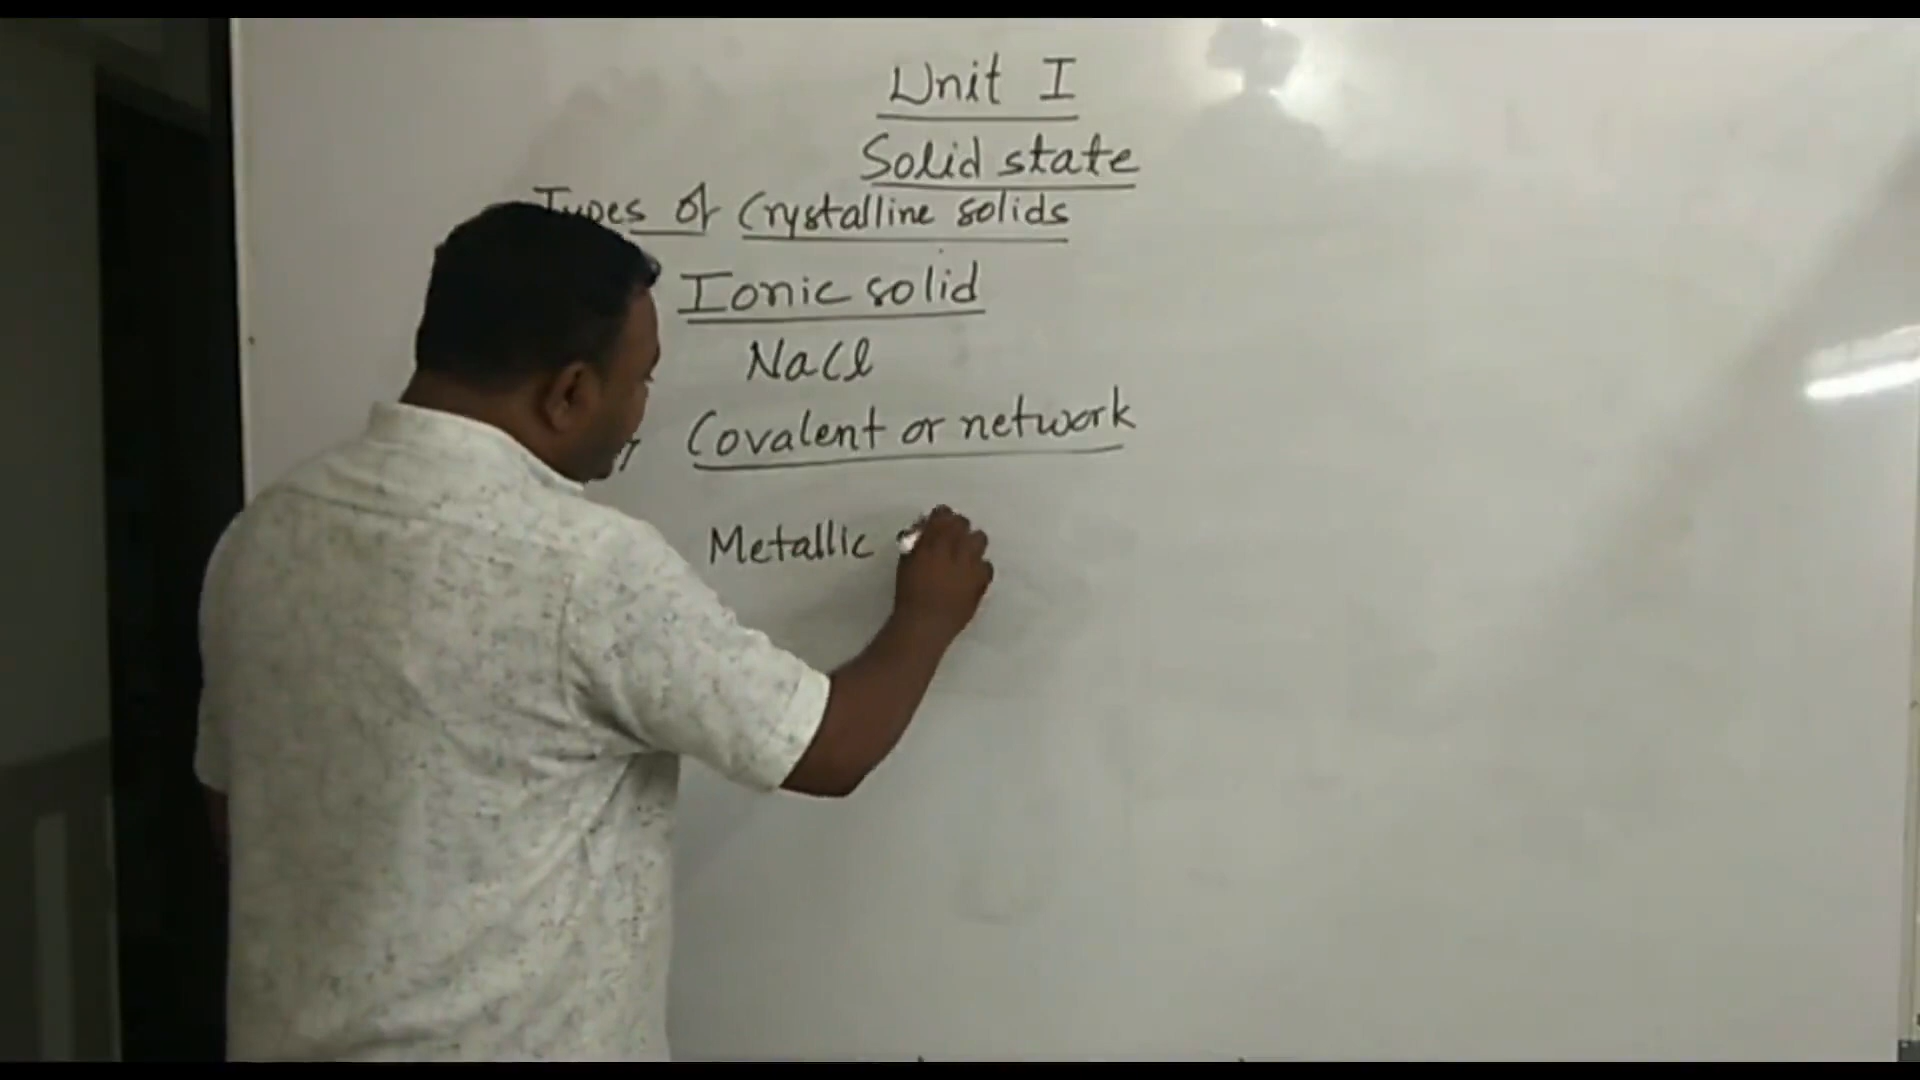 Unit I
Solid state
Types of Crystalline solids
Ionic solid
NaCl
Covalent or network
Metallic